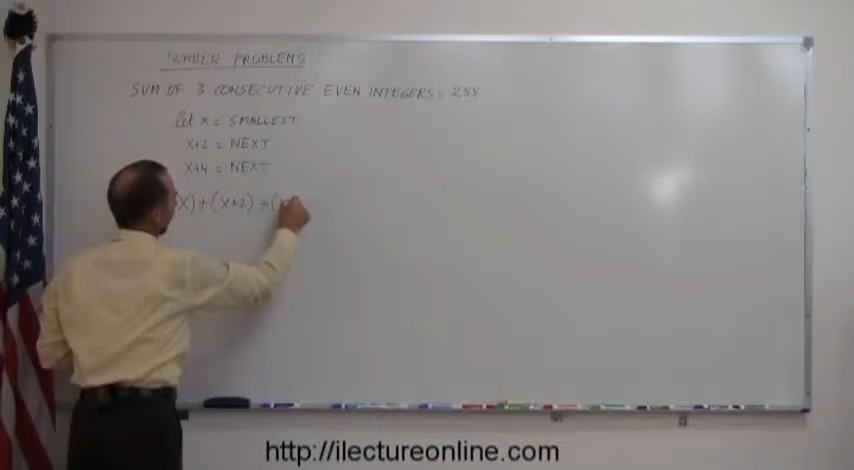 NUMBER PROBLEMS
SUM OF 3 CONSECUTIVE EVEN INTEGERS = 258
let x = SMALLEST
x+2 = NEXT
x+4 = NEXT
x) + (x+2) + (
http://ilectureonline.com